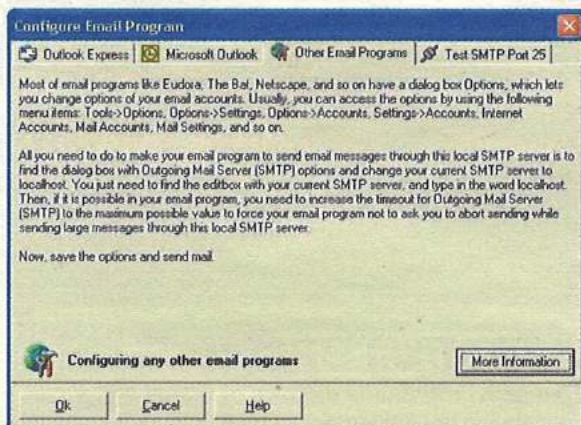 Configure Email Program
Outlook Express
Microsoft Outlook
Other Email Programs
Test SMTP Port 25
Most of email programs like Eudora, The Bat, Netscape, and so on have a dialog box Options, which lets
you change options of your email accounts. Usually, you can access the options by using the following
menu items: Tools->Options, Options->Settings, Options->Accounts, Settings->Accounts, Internet
Accounts, Mail Accounts, Mail Settings, and so on.
All you need to do to make your email program to send email messages through this local SMTP server is to
find the dialog box with Outgoing Mail Server (SMTP) options and change your current SMTP server to
localhost. You just need to find the editbox with your current SMTP server, and type in the word localhost.
Then, if it is possible in your email program, you need to increase the timeout for Outgoing Mail Server
(SMTP) to the maximum possible value to force your email program not to ask you to abort sending while
sending large messages through this local SMTP server.
Now, save the options and send mail.
Configuring any other email programs
More Information
Ok
Cancel
Help